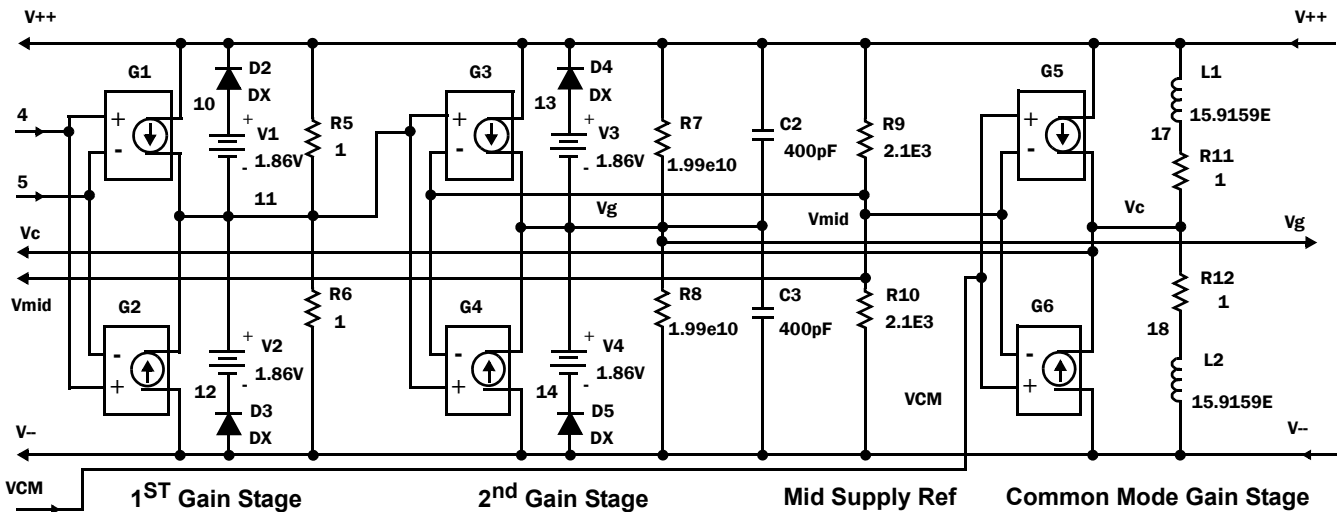 V++
V++
G1
D2
DX
G3
D4
DX
G5
L1
15.9159E
4
10
+
V1
1.86V
-
R5
1
13
+
V3
1.86V
-
R7
1.99e10
C2
400pF
R9
2.1E3
17
R11
1
+
-
+
-
+
-
5
11
Vg
Vmid
Vc
Vg
Vc
Vmid
G2
R6
1
G4
R8
1.99e10
C3
400pF
R10
2.1E3
G6
R12
1
18
-
+
+
V2
1.86V
-
12
D3
DX
-
+
+
V4
1.86V
-
14
D5
DX
VCM
-
+
L2
15.9159E
V--
V--
VCM
1ST Gain Stage
2nd Gain Stage
Mid Supply Ref
Common Mode Gain Stage